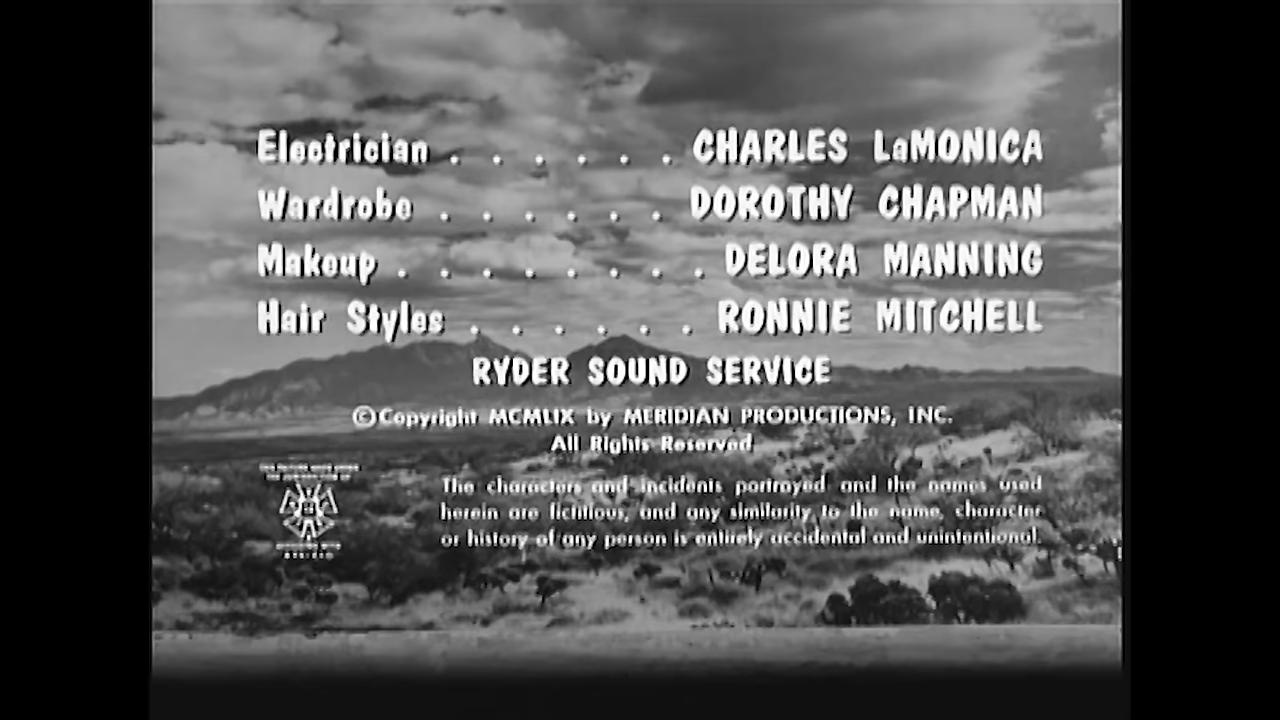 Electrician . . . . . . CHARLES LaMONICA
Wardrobe . . . . . . DOROTHY CHAPMAN
Makeup . . . . . . . . DELORA MANNING
Hair Styles . . . . . . RONNIE MITCHELL
RYDER SOUND SERVICE
©Copyright MCMLIX by MERIDIAN PRODUCTIONS, INC.
All Rights Reserved
The characters and incidents portrayed and the names used
herein are fictitious, and any similarity to the name, character
or history of any person is entirely accidental and unintentional.